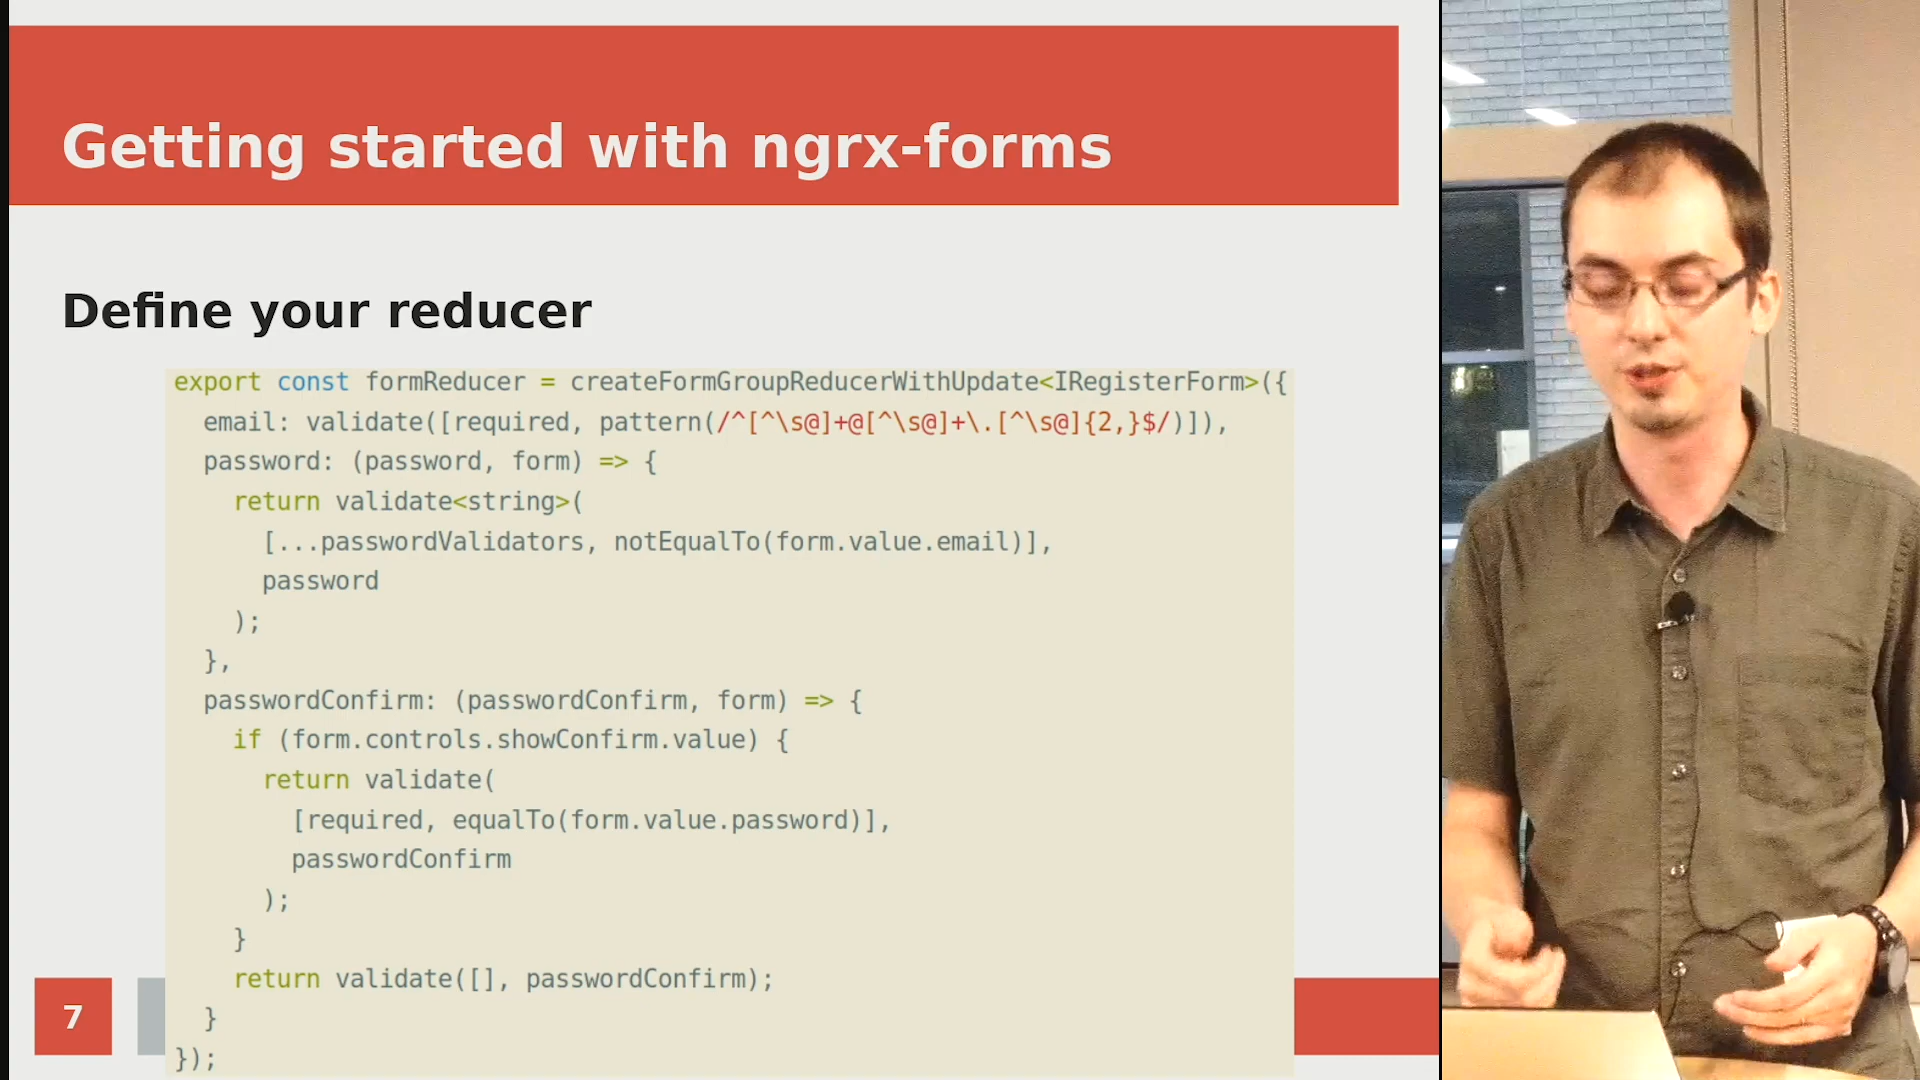 Getting started with ngrx-forms
Define your reducer
export const formReducer = createFormGroupReducerWithUpdate<IRegisterForm>({
  email: validate([required, pattern(/^[^\s@]+@[^\s@]+\.[^\s@]{2,}$/)]),
  password: (password, form) => {
    return validate<string>(
      [...passwordValidators, notEqualTo(form.value.email)],
      password
    );
  },
  passwordConfirm: (passwordConfirm, form) => {
    if (form.controls.showConfirm.value) {
      return validate(
        [required, equalTo(form.value.password)],
        passwordConfirm
      );
    }
    return validate([], passwordConfirm);
  }
});
7